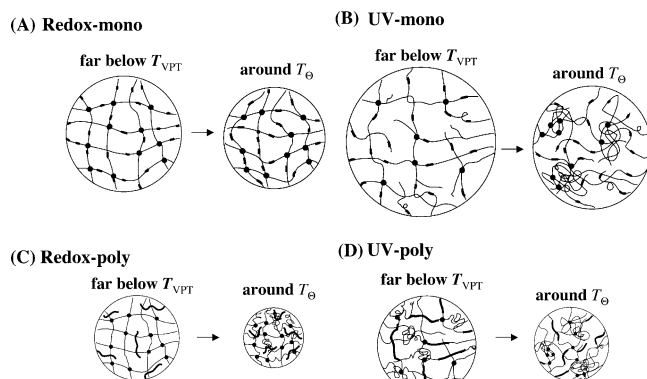 (A) Redox-mono
far below T_VPT
around T_Θ
(B) UV-mono
far below T_VPT
around T_Θ
(C) Redox-poly
far below T_VPT
around T_Θ
(D) UV-poly
far below T_VPT
around T_Θ